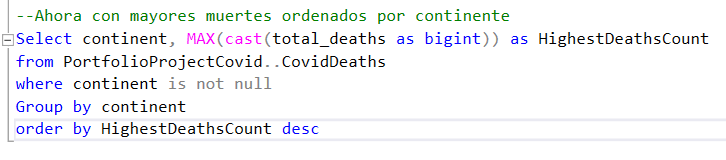 --Ahora con mayores muertes ordenados por continente
Select continent, MAX(cast(total_deaths as bigint)) as HighestDeathsCount
from PortfolioProjectCovid..CovidDeaths
where continent is not null
Group by continent
order by HighestDeathsCount desc